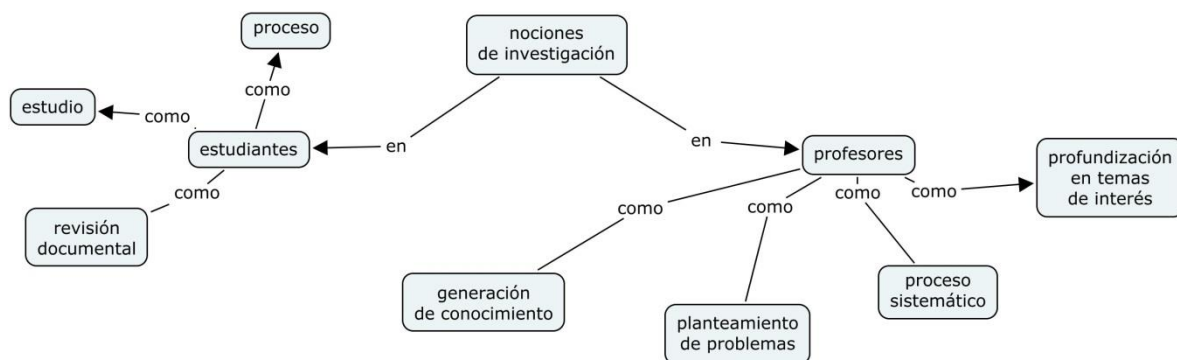 proceso
nociones
de investigación
como
estudio
como
estudiantes
en
en
profesores
profundización
en temas
de interés
como
como
como
como
como
revisión
documental
generación
de conocimiento
proceso
sistemático
planteamiento
de problemas